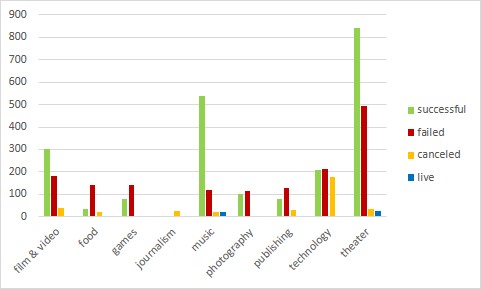 900
800
700
600
500
400
300
200
100
0
film & video
food
games
journalism
music
photography
publishing
technology
theater
successful
failed
canceled
live